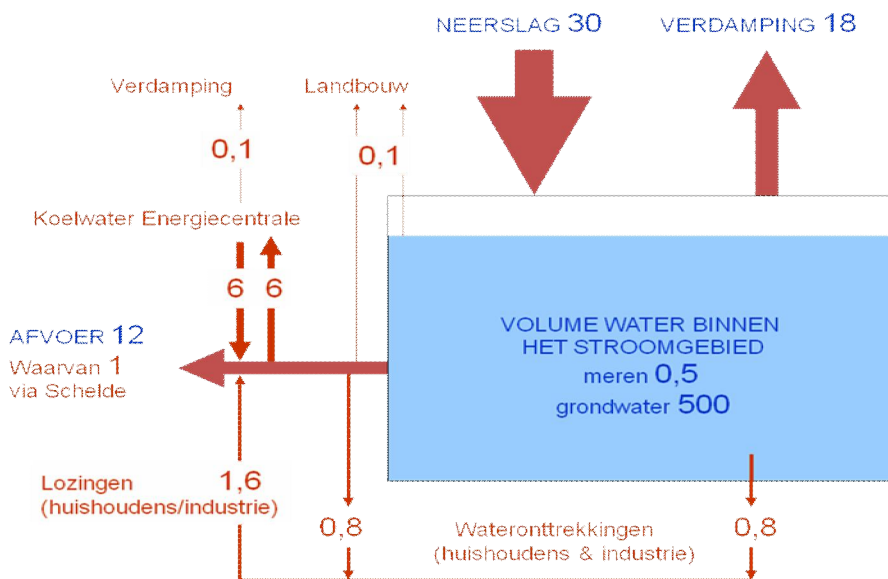 NEERSLAG 30
VERDAMPING 18
Verdamping
Landbouw
0,1
0,1
Koelwater Energiecentrale
6
6
AFVOER 12
Waarvan 1
via Schelde
VOLUME WATER BINNEN
HET STROOMGEBIED
meren 0,5
grondwater 500
Lozingen
(huishoudens/industrie)
1,6
0,8
Wateronttrekkingen
(huishoudens & industrie)
0,8